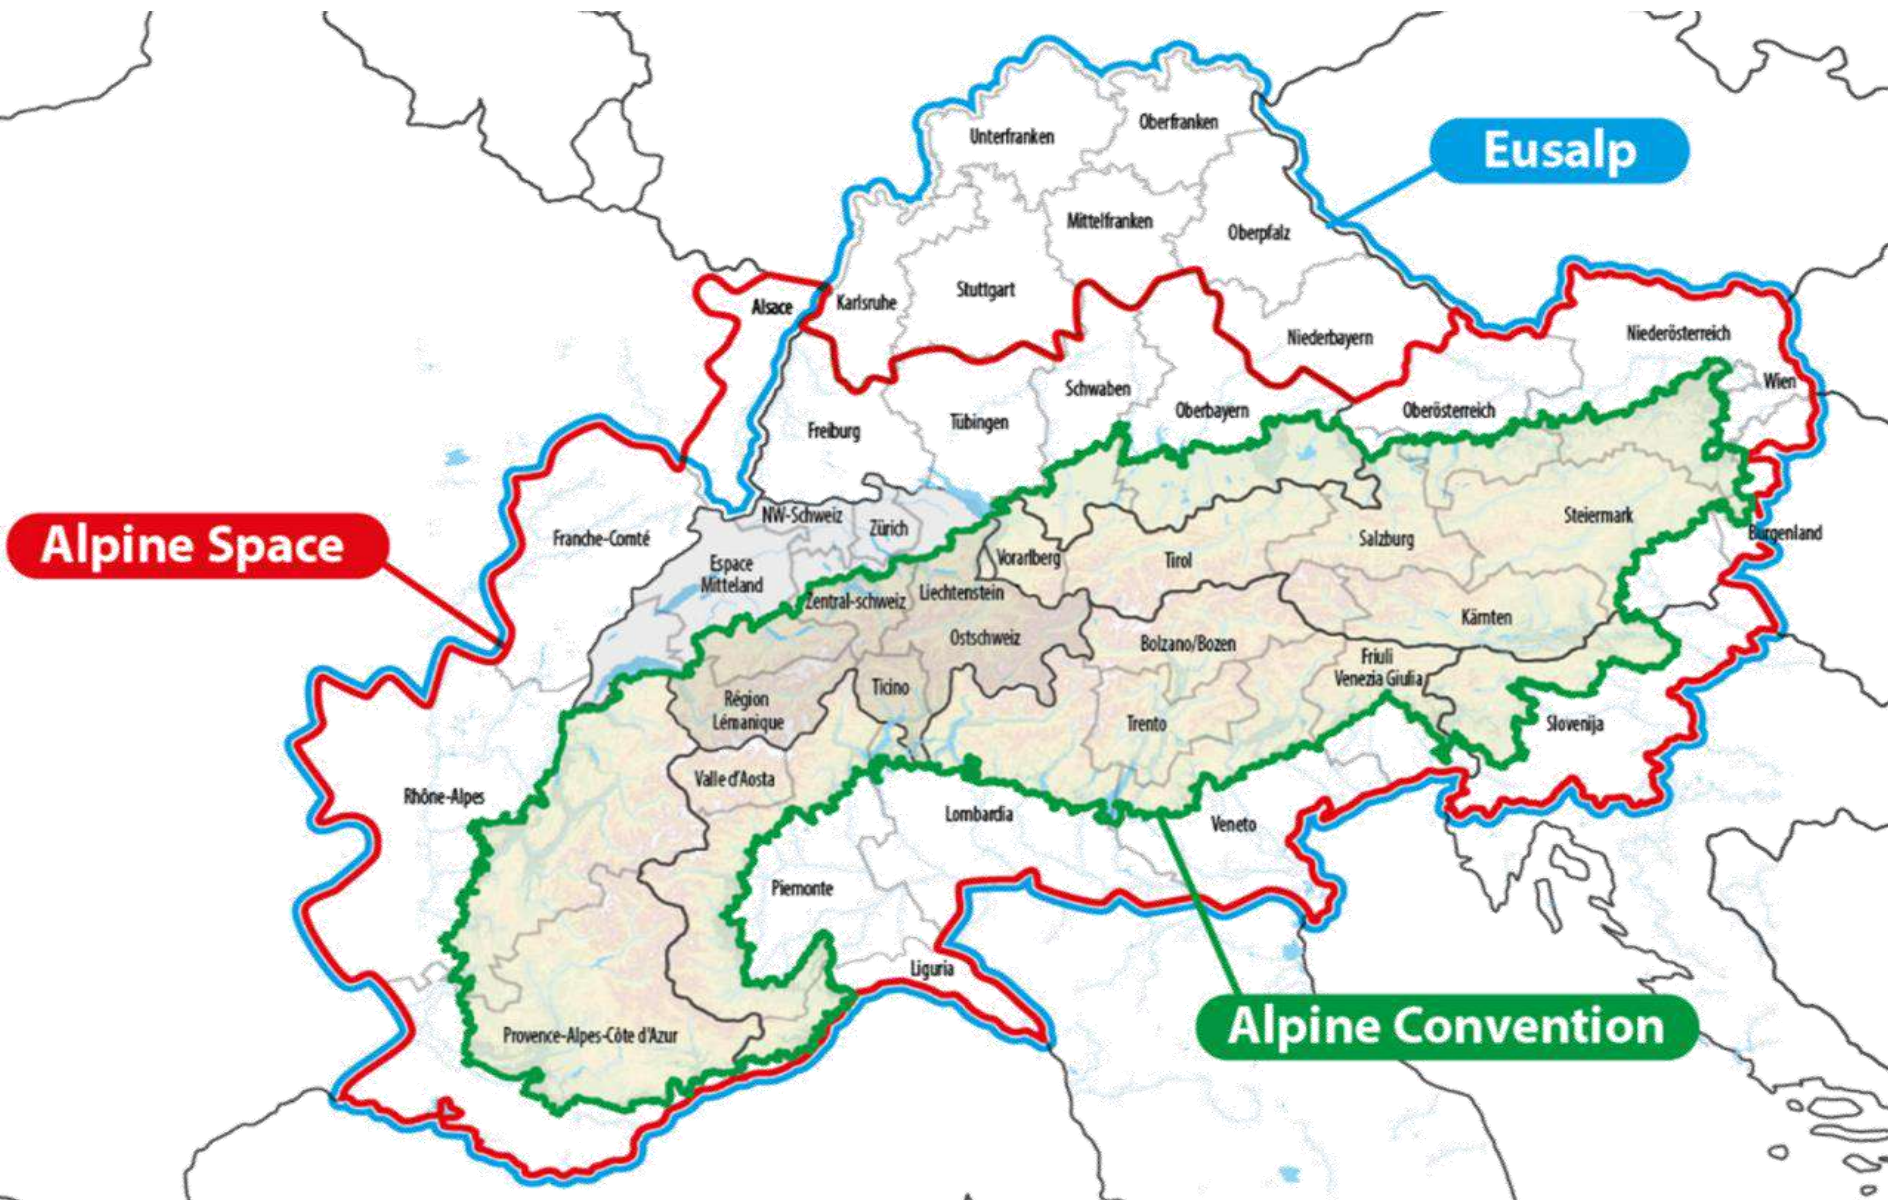 Unterfranken
Oberfranken
Eusalp
Mittelfranken
Oberpfalz
Stuttgart
Karlsruhe
Alsace
Niederbayern
Niederösterreich
Wien
Schwaben
Oberbayern
Oberösterreich
Freiburg
Tübingen
NW-Schweiz
Zürich
Steiermark
Burgenland
Franche-Comté
Alpine Space
Espace
Mitteland
Vorarlberg
Tirol
Salzburg
Zentral-schweiz
Liechtenstein
Kärnten
Ostschweiz
Bolzano/Bozen
Friuli
Venezia Giulia
Ticino
Région
Lémanique
Trento
Slovenija
Valle d'Aosta
Rhône-Alpes
Lombardia
Veneto
Piemonte
Liguria
Alpine Convention
Provence-Alpes-Côte d'Azur